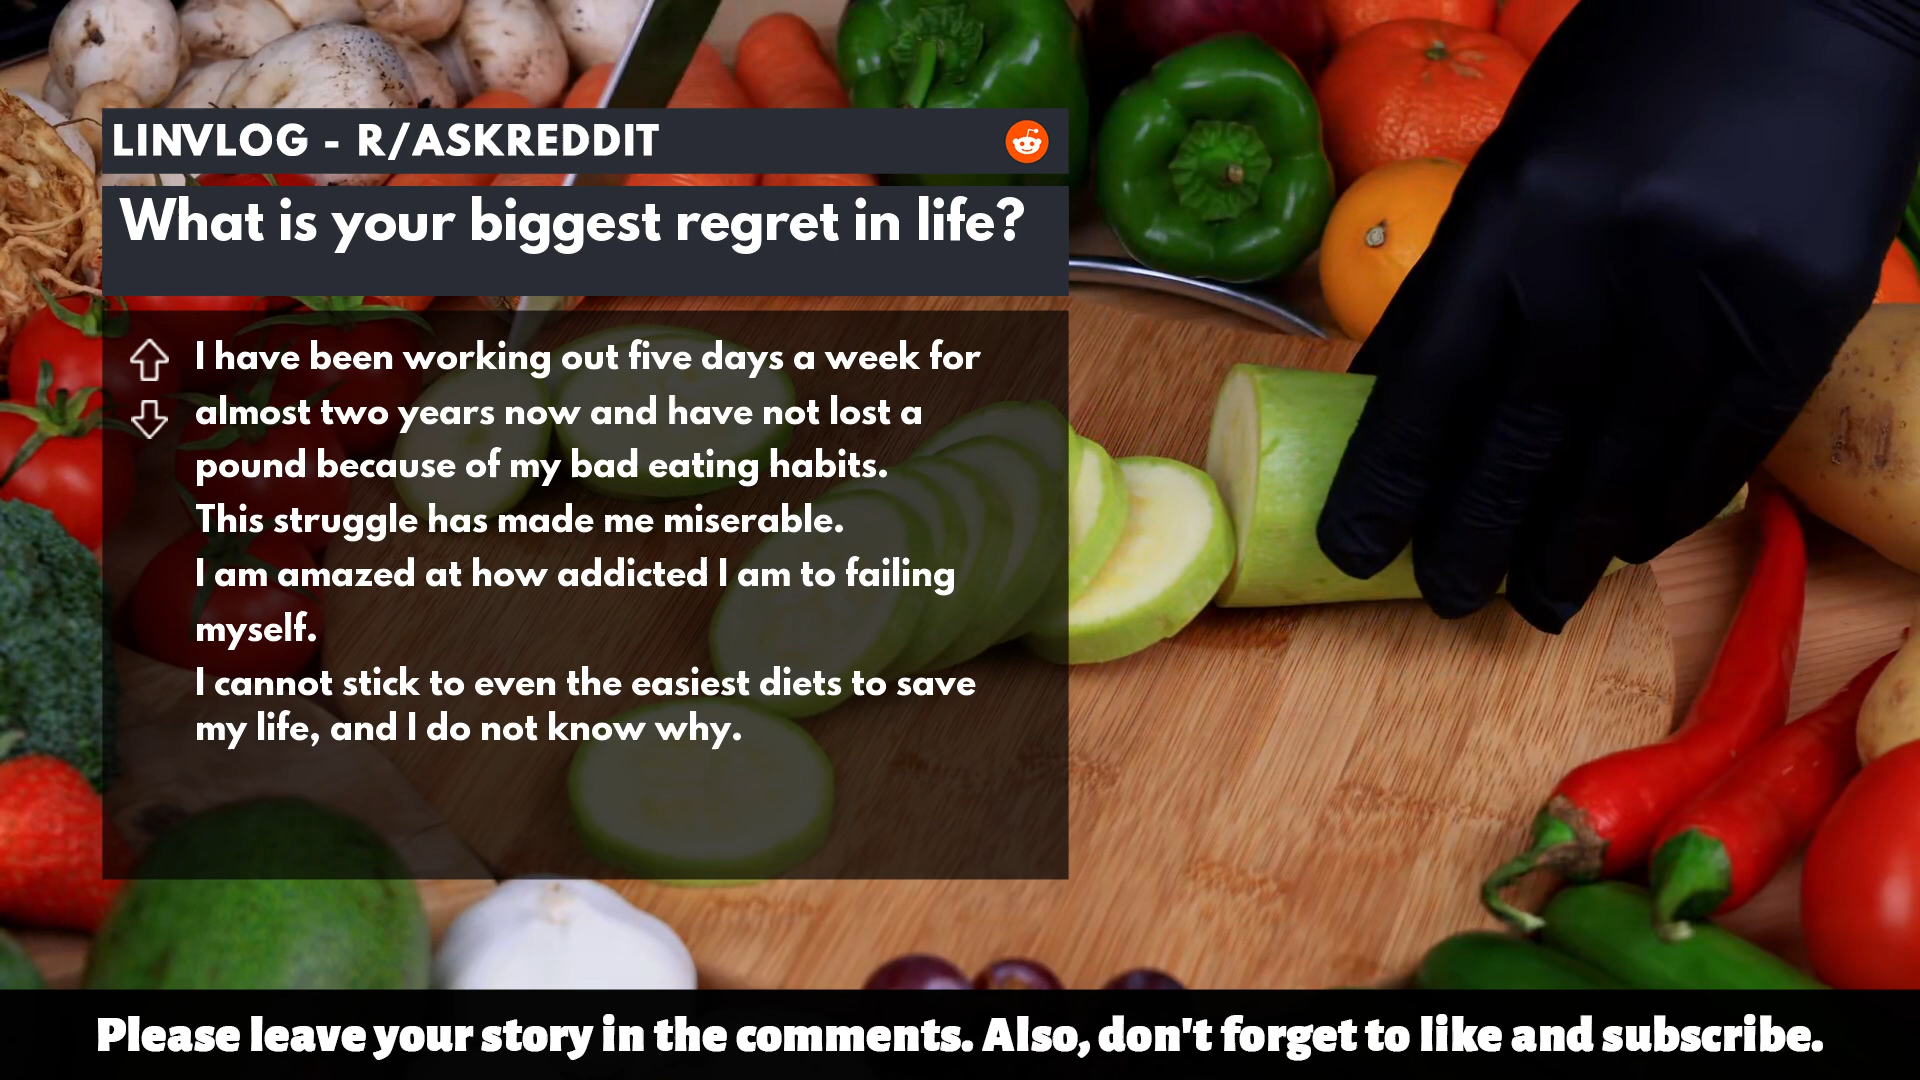 LINVLOG - R/ASKREDDIT
What is your biggest regret in life?
I have been working out five days a week for
almost two years now and have not lost a
pound because of my bad eating habits.
This struggle has made me miserable.
I am amazed at how addicted I am to failing
myself.
I cannot stick to even the easiest diets to save
my life, and I do not know why.
Please leave your story in the comments. Also, don't forget to like and subscribe.